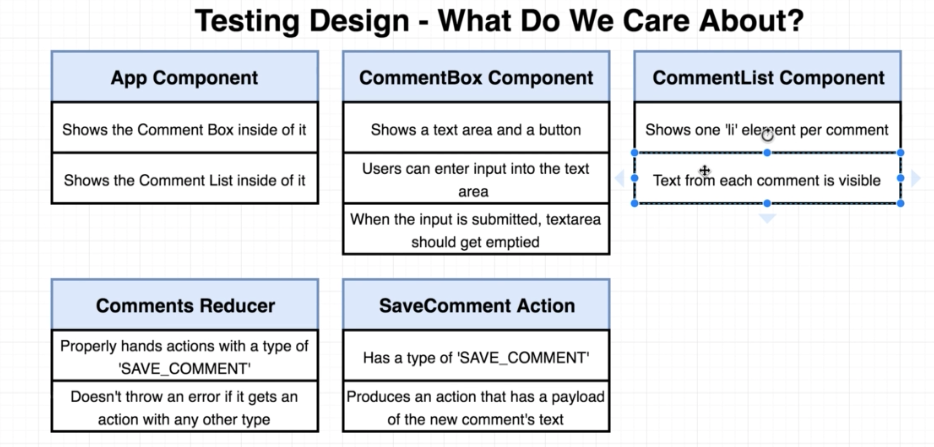 Testing Design - What Do We Care About?
App Component
Shows the Comment Box inside of it
Shows the Comment List inside of it
CommentBox Component
Shows a text area and a button
Users can enter input into the text
area
When the input is submitted, textarea
should get emptied
CommentList Component
Shows one 'li' element per comment
Text from each comment is visible
Comments Reducer
Properly hands actions with a type of
'SAVE_COMMENT'
Doesn't throw an error if it gets an
action with any other type
SaveComment Action
Has a type of 'SAVE_COMMENT'
Produces an action that has a payload
of the new comment's text